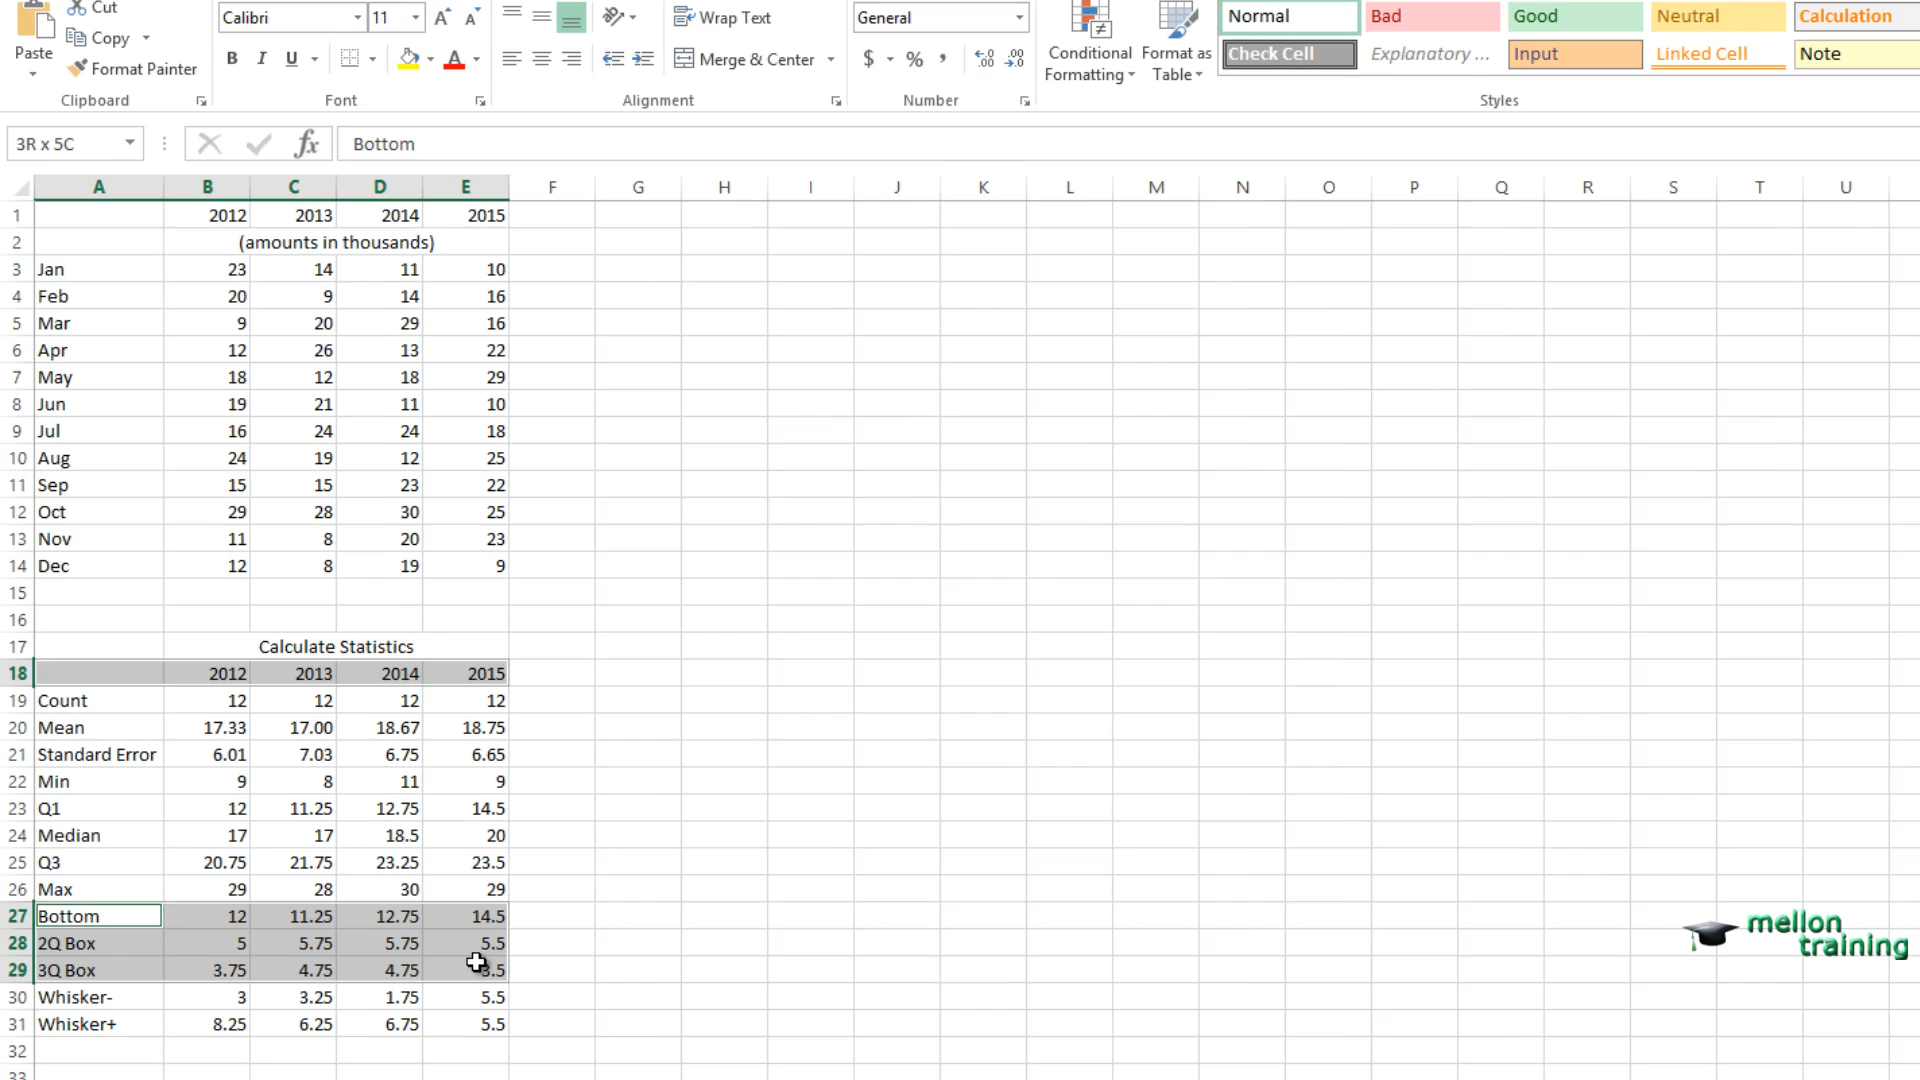 Cut
Copy
Paste
Format Painter
Clipboard
Calibri 11 A A
B I U A
Font
Wrap Text
Merge & Center
Alignment
General
$ % , .00 .00
Number
Conditional Formatting
Format as Table
Normal Bad Good Neutral Calculation
Check Cell Explanatory ... Input Linked Cell Note
Styles
3R x 5C fx Bottom
A B C D E F G H I J K L M N O P Q R S T U
1 2012 2013 2014 2015
2 (amounts in thousands)
3 Jan 23 14 11 10
4 Feb 20 9 14 16
5 Mar 9 20 29 16
6 Apr 12 26 13 22
7 May 18 12 18 29
8 Jun 19 21 11 10
9 Jul 16 24 24 18
10 Aug 24 19 12 25
11 Sep 15 15 23 22
12 Oct 29 28 30 25
13 Nov 11 8 20 23
14 Dec 12 8 19 9
15
16
17 Calculate Statistics
18 2012 2013 2014 2015
19 Count 12 12 12 12
20 Mean 17.33 17.00 18.67 18.75
21 Standard Error 6.01 7.03 6.75 6.65
22 Min 9 8 11 9
23 Q1 12 11.25 12.75 14.5
24 Median 17 17 18.5 20
25 Q3 20.75 21.75 23.25 23.5
26 Max 29 28 30 29
27 Bottom 12 11.25 12.75 14.5
28 2Q Box 5 5.75 5.75 5.5
29 3Q Box 3.75 4.75 4.75 3.5
30 Whisker- 3 3.25 1.75 5.5
31 Whisker+ 8.25 6.25 6.75 5.5
32
33
mellon
training